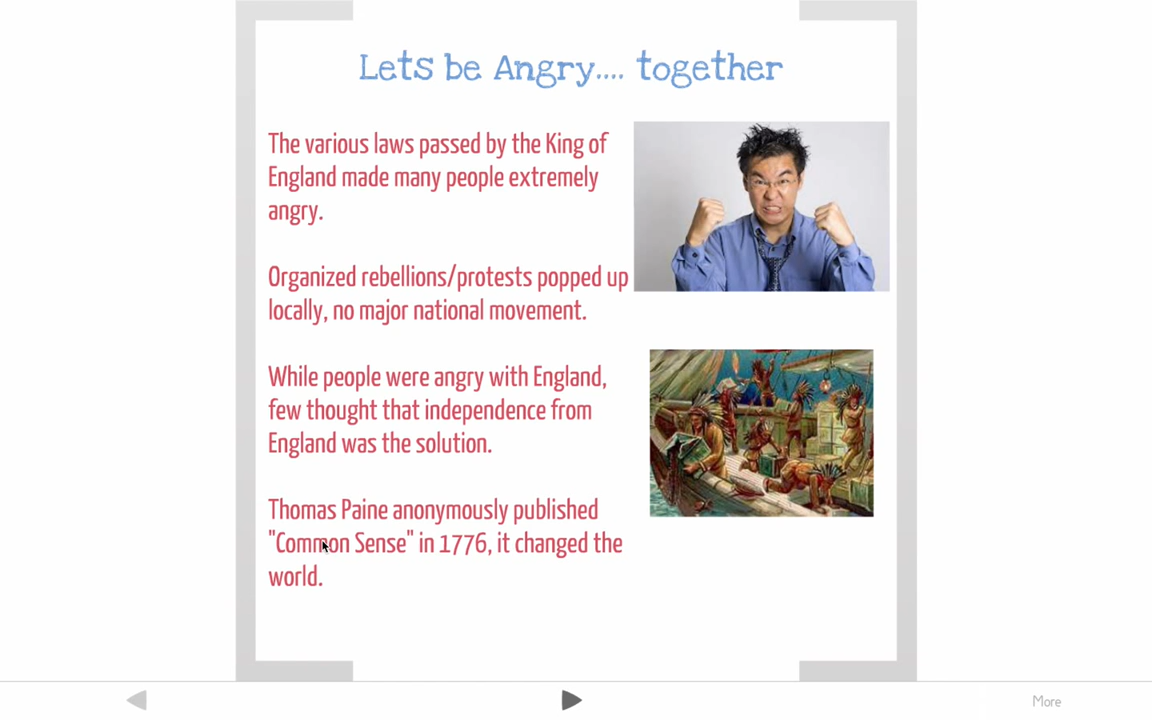 Lets be Angry.... together
The various laws passed by the King of
England made many people extremely
angry.
Organized rebellions/protests popped up
locally, no major national movement.
While people were angry with England,
few thought that independence from
England was the solution.
Thomas Paine anonymously published
"Common Sense" in 1776, it changed the
world.
More